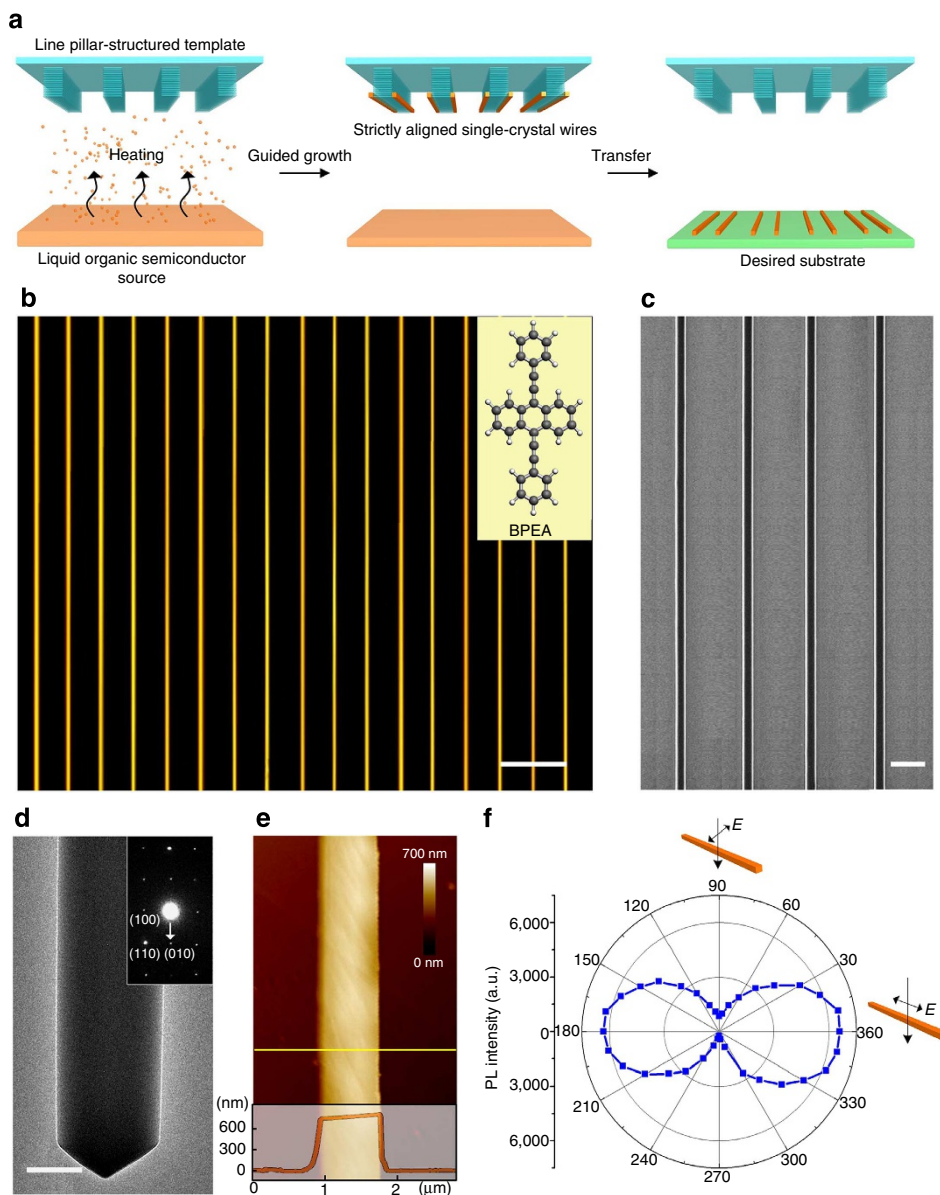 a
Line pillar-structured template
Heating
Guided growth
Strictly aligned single-crystal wires
Transfer
Liquid organic semiconductor
source
Desired substrate
b
BPEA
c
d
(100)
(110) (010)
e
700 nm
0 nm
(nm)
600
300
0
0 1 2 (μm)
f
E
E
PL intensity (a.u.)
6,000
3,000
0
3,000
6,000
90
60
30
360
330
300
270
240
210
180
150
120